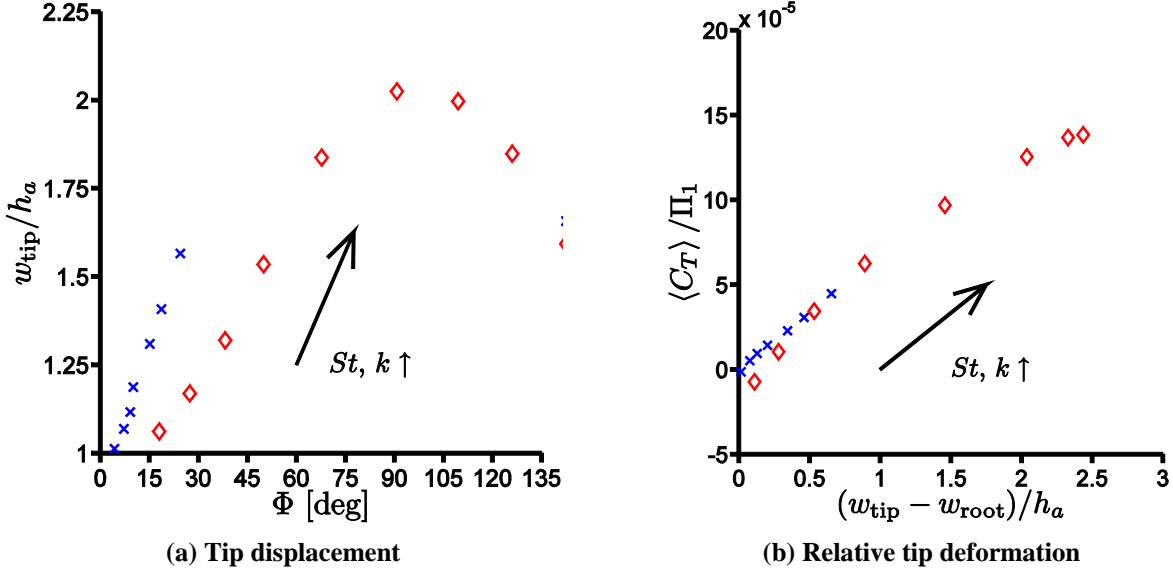 2.25
2
1.75
1.5
1.25
1
w_tip/h_a
0 15 30 45 60 75 90 105 120 135
Φ [deg]
St, k ↑
(a) Tip displacement
x 10^-5
20
15
10
5
0
-5
⟨C_T⟩ /Π_1
0 0.5 1 1.5 2 2.5 3
(w_tip − w_root)/h_a
St, k ↑
(b) Relative tip deformation